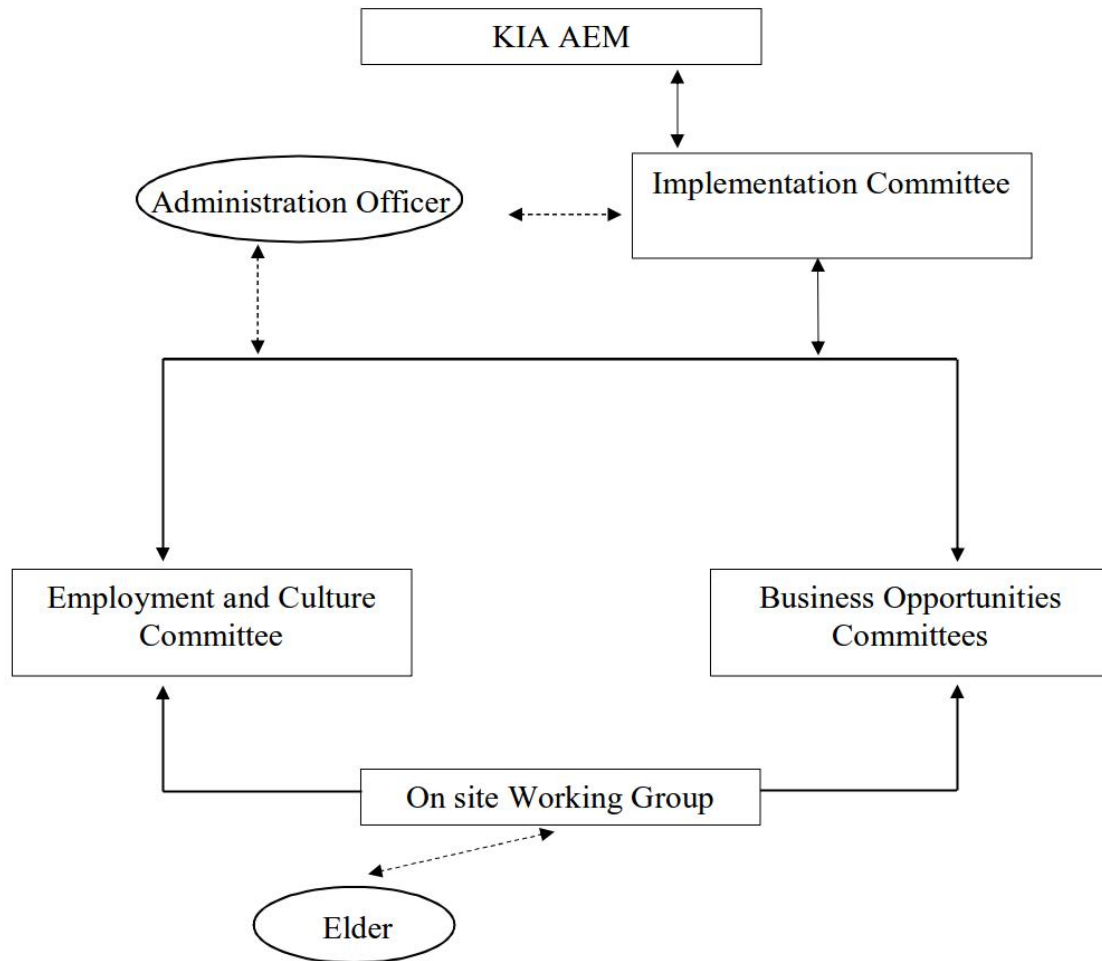 KIA AEM
Implementation Committee
Administration Officer
Employment and Culture
Committee
Business Opportunities
Committees
On site Working Group
Elder